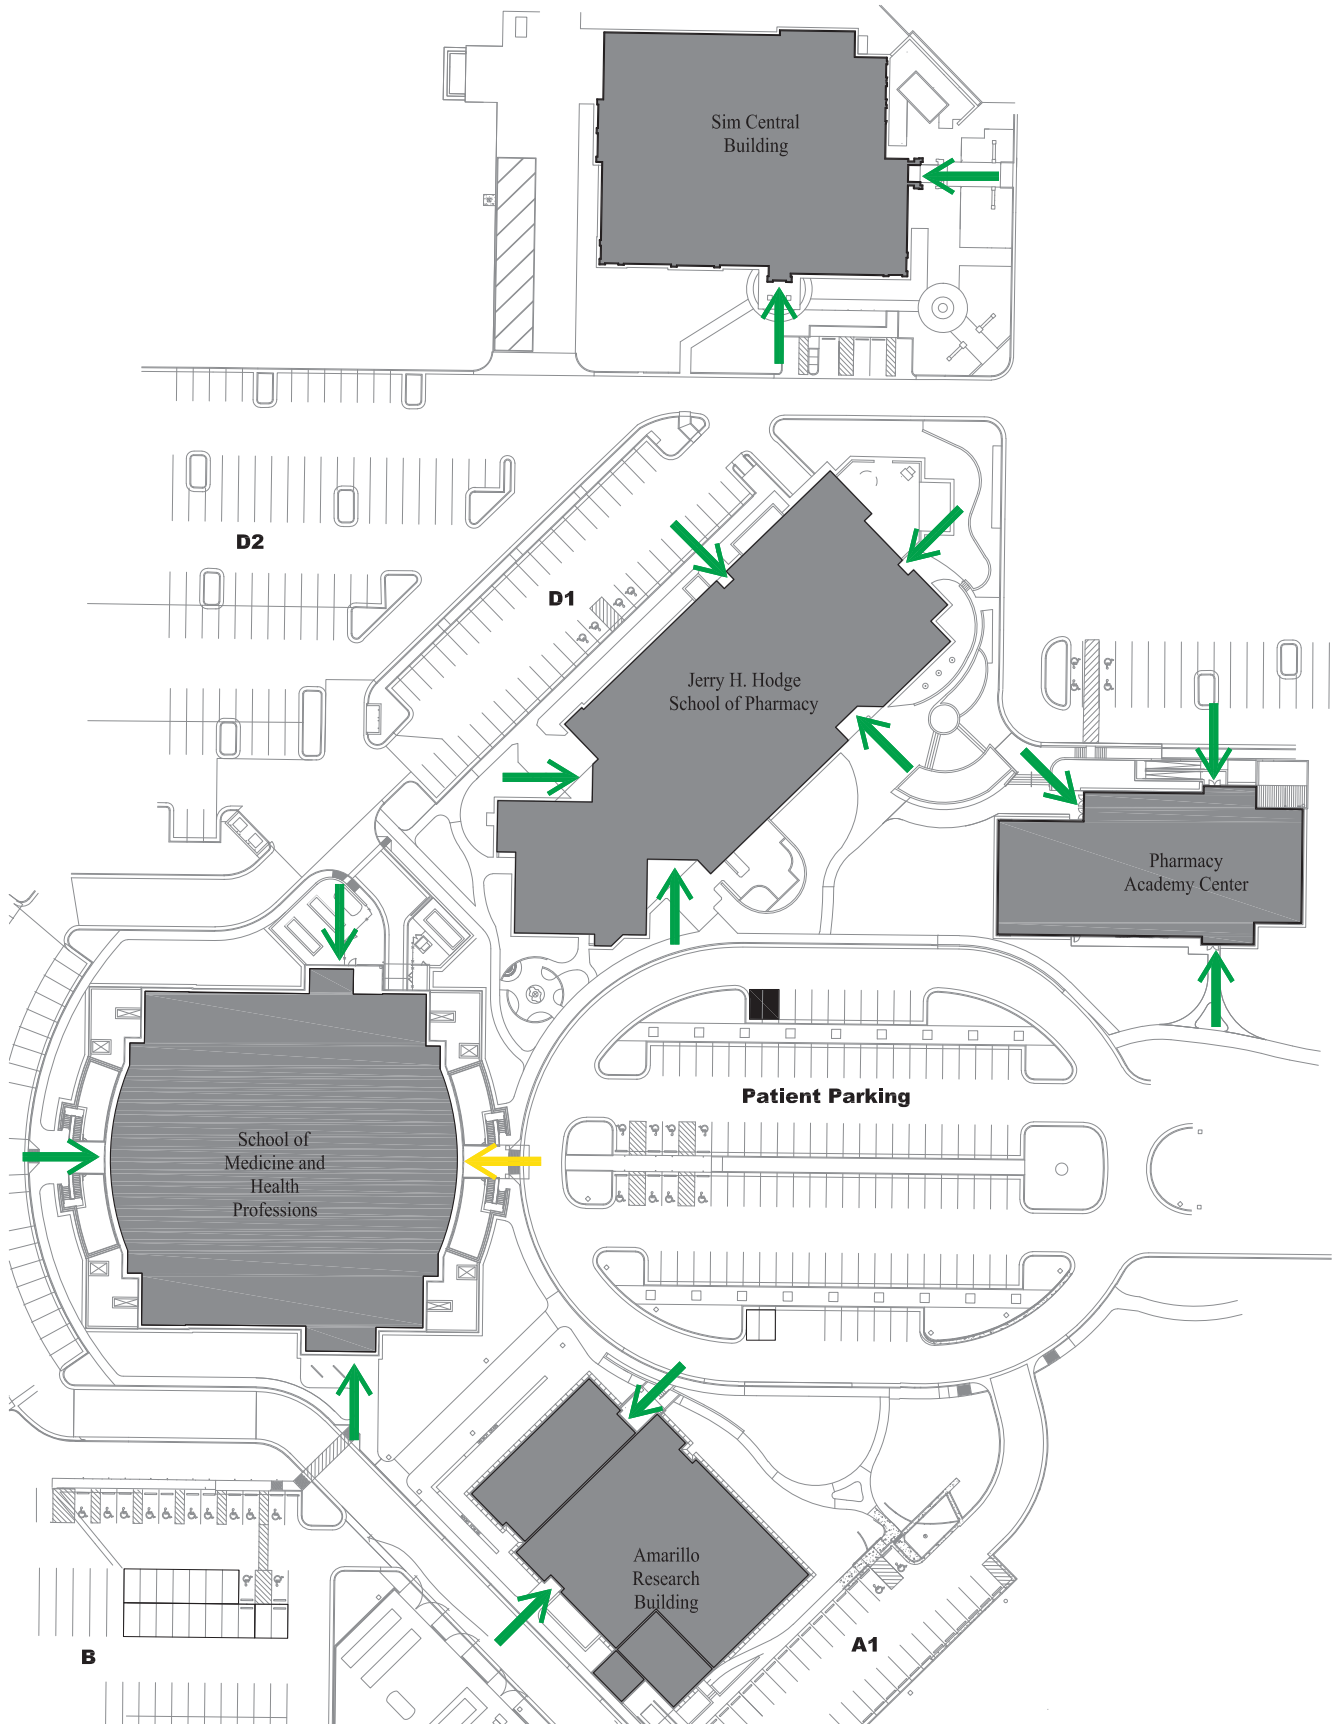 Sim Central
Building
D2
D1
Jerry H. Hodge
School of Pharmacy
Pharmacy
Academy Center
Patient Parking
School of
Medicine and
Health
Professions
Amarillo
Research
Building
A1
B